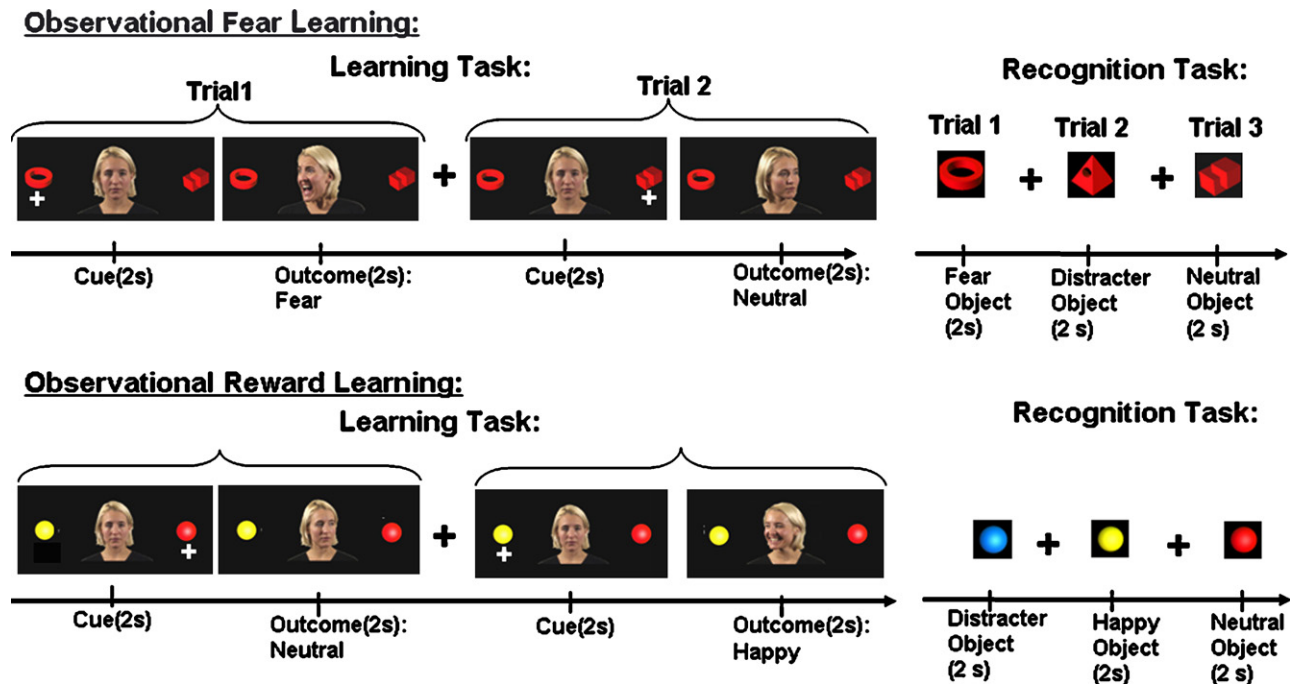 Observational Fear Learning:
Learning Task:
Recognition Task:
Trial1
Trial 2
Trial 1
Trial 2
Trial 3
+
+
+
+
+
Cue(2s)
Outcome(2s):
Fear
Cue(2s)
Outcome(2s):
Neutral
Fear
Object
(2s)
Distracter
Object
(2 s)
Neutral
Object
(2 s)
Observational Reward Learning:
Learning Task:
Recognition Task:
+
+
+
+
+
Cue(2s)
Outcome(2s):
Neutral
Cue(2s)
Outcome(2s):
Happy
Distracter
Object
(2 s)
Happy
Object
(2s)
Neutral
Object
(2 s)